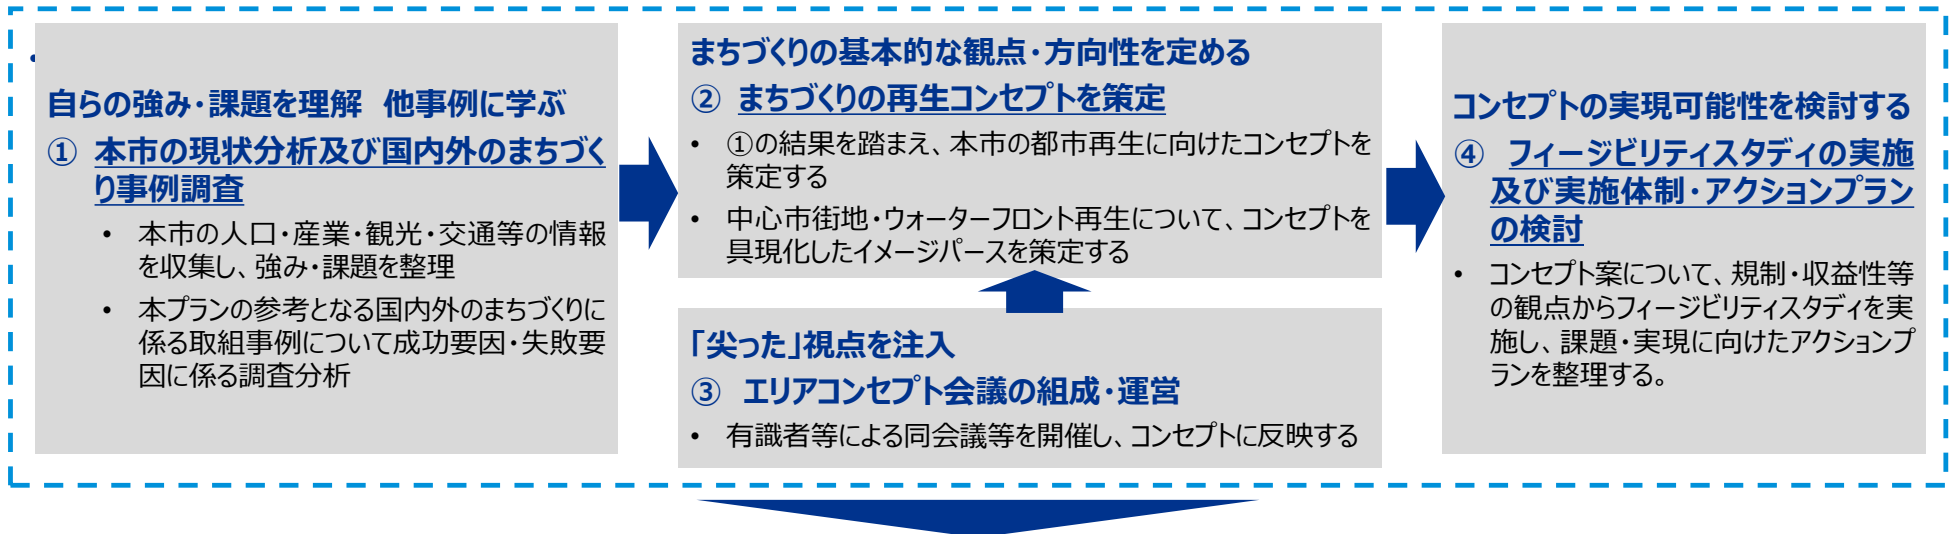 自らの強み・課題を理解 他事例に学ぶ
① 本市の現状分析及び国内外のまちづく
り事例調査
• 本市の人口・産業・観光・交通等の情報
を収集し、強み・課題を整理
• 本プランの参考となる国内外のまちづくりに
係る取組事例について成功要因・失敗要
因に係る調査分析
まちづくりの基本的な観点・方向性を定める
② まちづくりの再生コンセプトを策定
• ①の結果を踏まえ、本市の都市再生に向けたコンセプトを
策定する
• 中心市街地・ウォーターフロント再生について、コンセプトを
具現化したイメージパースを策定する
「尖った」視点を注入
③ エリアコンセプト会議の組成・運営
• 有識者等による同会議等を開催し、コンセプトに反映する
コンセプトの実現可能性を検討する
④ フィージビリティスタディの実施
及び実施体制・アクションプラン
の検討
• コンセプト案について、規制・収益性等
の観点からフィージビリティスタディを実
施し、課題・実現に向けたアクションプ
ランを整理する。